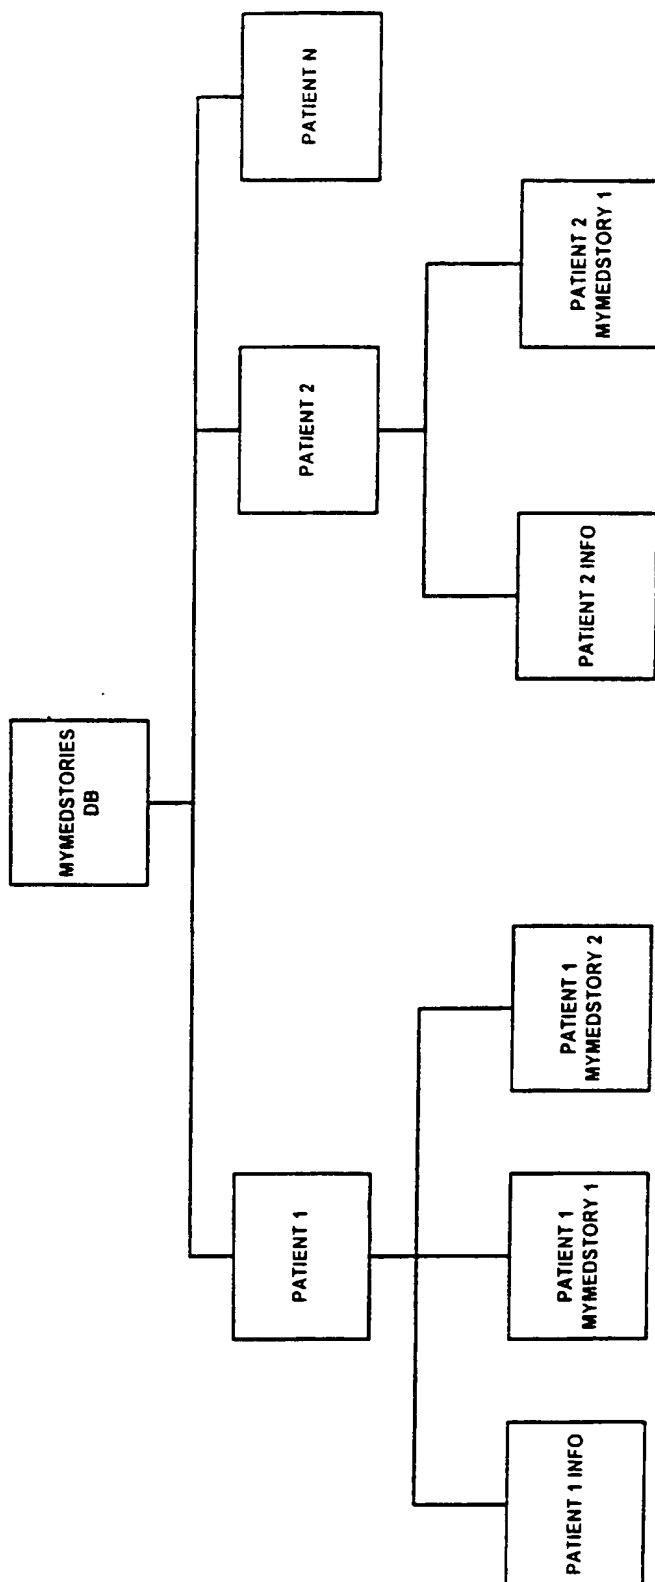 MYMEDSTORIES
DB
PATIENT 1
PATIENT 2
PATIENT N
PATIENT 1 INFO
PATIENT 1
MYMEDSTORY 1
PATIENT 1
MYMEDSTORY 2
PATIENT 2 INFO
PATIENT 2
MYMEDSTORY 1